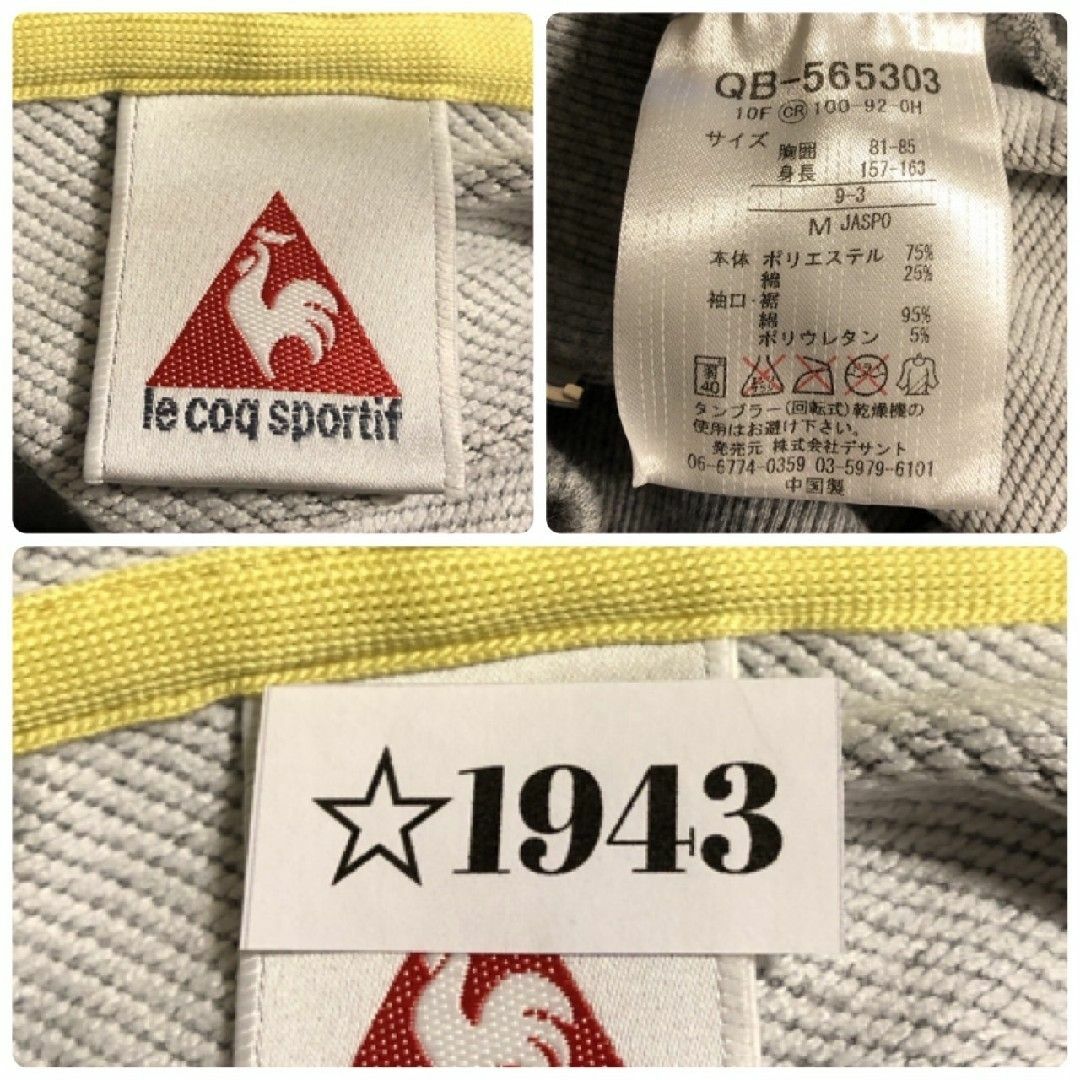 le coq sportif
QB-565303
10F CR 100-92-0H
サイズ 胸囲 81-85
身長 157-163
9-3
M JASPO
本体 ポリエステル 75%
綿 25%
袖口・裾
綿 95%
ポリウレタン 5%
40
タンブラー(回転式)乾燥機の
使用はお避け下さい。
発売元 株式会社デサント
06-6774-0359 03-5979-6101
中国製
☆1943